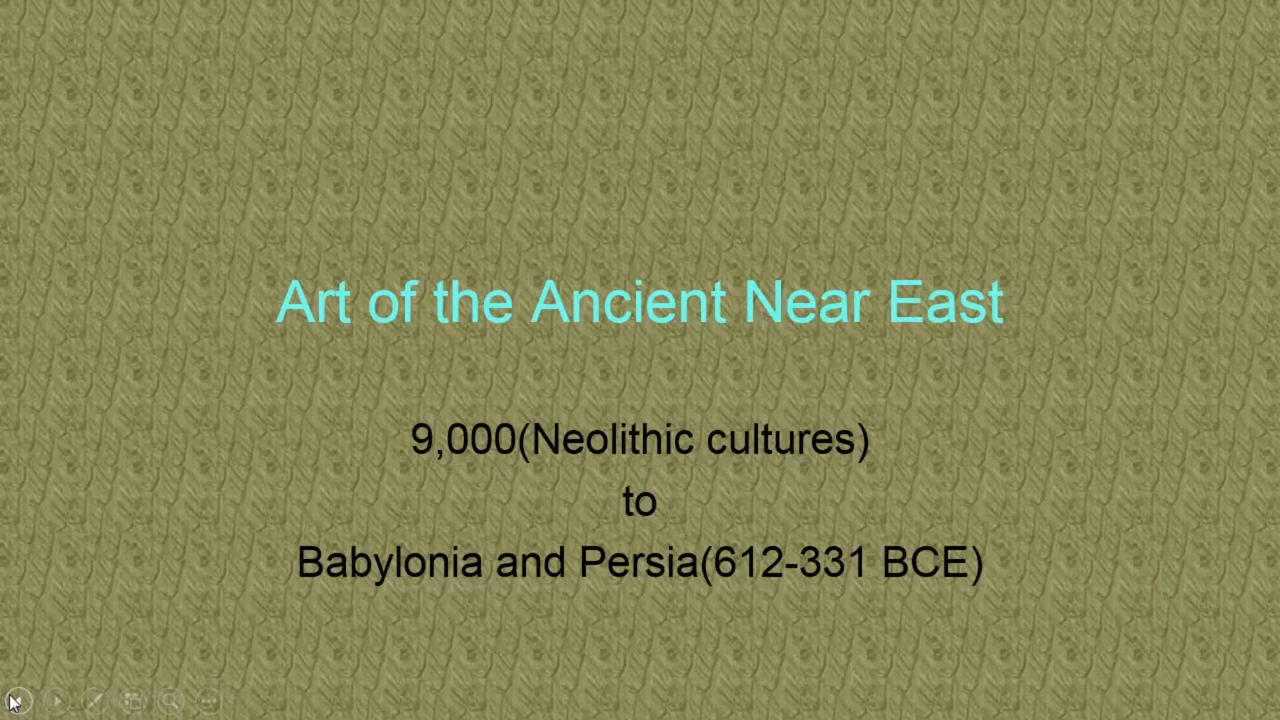 Art of the Ancient Near East
9,000(Neolithic cultures)
to
Babylonia and Persia(612-331 BCE)